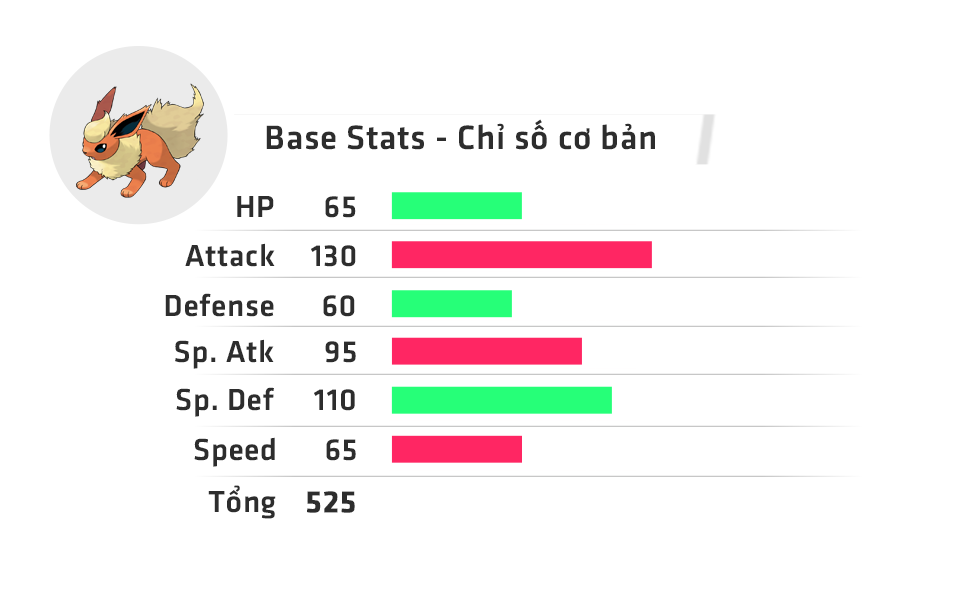 Base Stats - Chỉ số cơ bản
HP 65
Attack 130
Defense 60
Sp. Atk 95
Sp. Def 110
Speed 65
Tổng 525